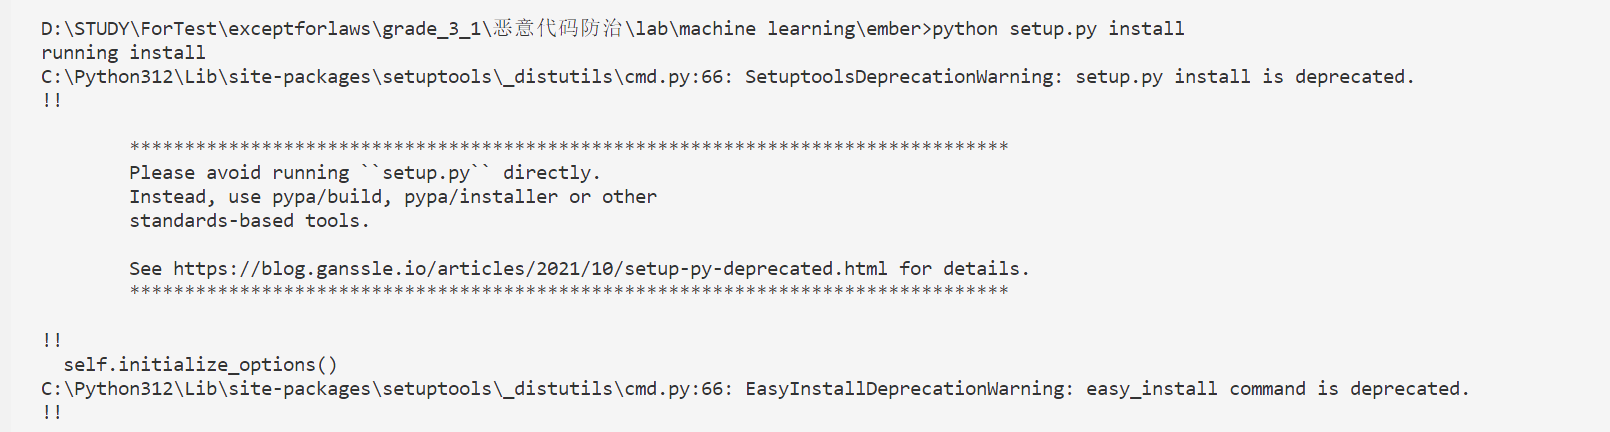 D:\STUDY\ForTest\exceptforlaws\grade_3_1\恶意代码防治\lab\machine learning\ember>python setup.py install
running install
C:\Python312\Lib\site-packages\setuptools\_distutils\cmd.py:66: SetuptoolsDeprecationWarning: setup.py install is deprecated.
!!
********************************************************************************
Please avoid running ``setup.py`` directly.
Instead, use pypa/build, pypa/installer or other
standards-based tools.
See https://blog.ganssle.io/articles/2021/10/setup-py-deprecated.html for details.
********************************************************************************
!!
self.initialize_options()
C:\Python312\Lib\site-packages\setuptools\_distutils\cmd.py:66: EasyInstallDeprecationWarning: easy_install command is deprecated.
!!